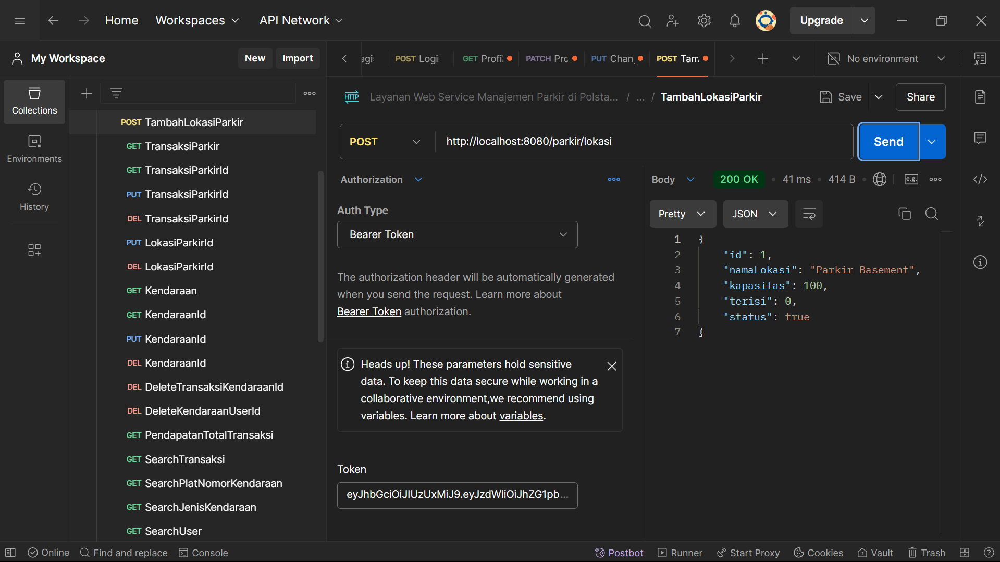 Home
Workspaces
API Network
Upgrade
My Workspace
New
Import
egis
POST Login
GET Profi
PATCH Pro
PUT Chan
POST Tam
No environment
Collections
Environments
History
POST TambahLokasiParkir
GET TransaksiParkir
GET TransaksiParkirId
PUT TransaksiParkirId
DEL TransaksiParkirId
PUT LokasiParkirId
DEL LokasiParkirId
GET Kendaraan
GET KendaraanId
PUT KendaraanId
DEL KendaraanId
DEL DeleteTransaksiKendaraanId
DEL DeleteKendaraanUserId
GET PendapatanTotalTransaksi
GET SearchTransaksi
GET SearchPlatNomorKendaraan
GET SearchJenisKendaraan
GET SearchUser
HTTP Layanan Web Service Manajemen Parkir di Polsta... / ... / TambahLokasiParkir
Save
Share
POST
http://localhost:8080/parkir/lokasi
Send
Authorization
Auth Type
Bearer Token
The authorization header will be automatically generated
when you send the request. Learn more about
Bearer Token authorization.
Heads up! These parameters hold sensitive
data. To keep this data secure while working in a
collaborative environment,we recommend using
variables. Learn more about variables.
Token
eyJhbGciOiJIUzUxMiJ9.eyJzdWIiOiJhZG1pb...
Body
200 OK
41 ms
414 B
e.g.
Pretty
JSON
1 {
2 "id": 1,
3 "namaLokasi": "Parkir Basement",
4 "kapasitas": 100,
5 "terisi": 0,
6 "status": true
7 }
Online
Find and replace
Console
Postbot
Runner
Start Proxy
Cookies
Vault
Trash